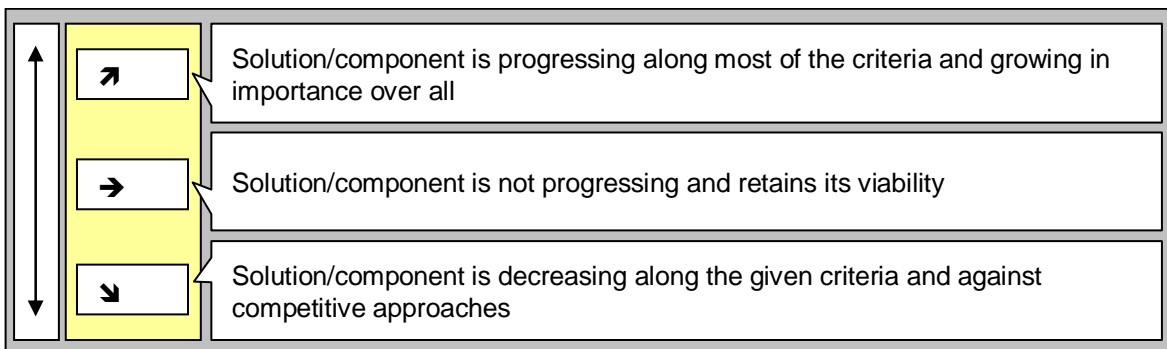 ↗
Solution/component is progressing along most of the criteria and growing in
importance over all
➔
Solution/component is not progressing and retains its viability
↘
Solution/component is decreasing along the given criteria and against
competitive approaches